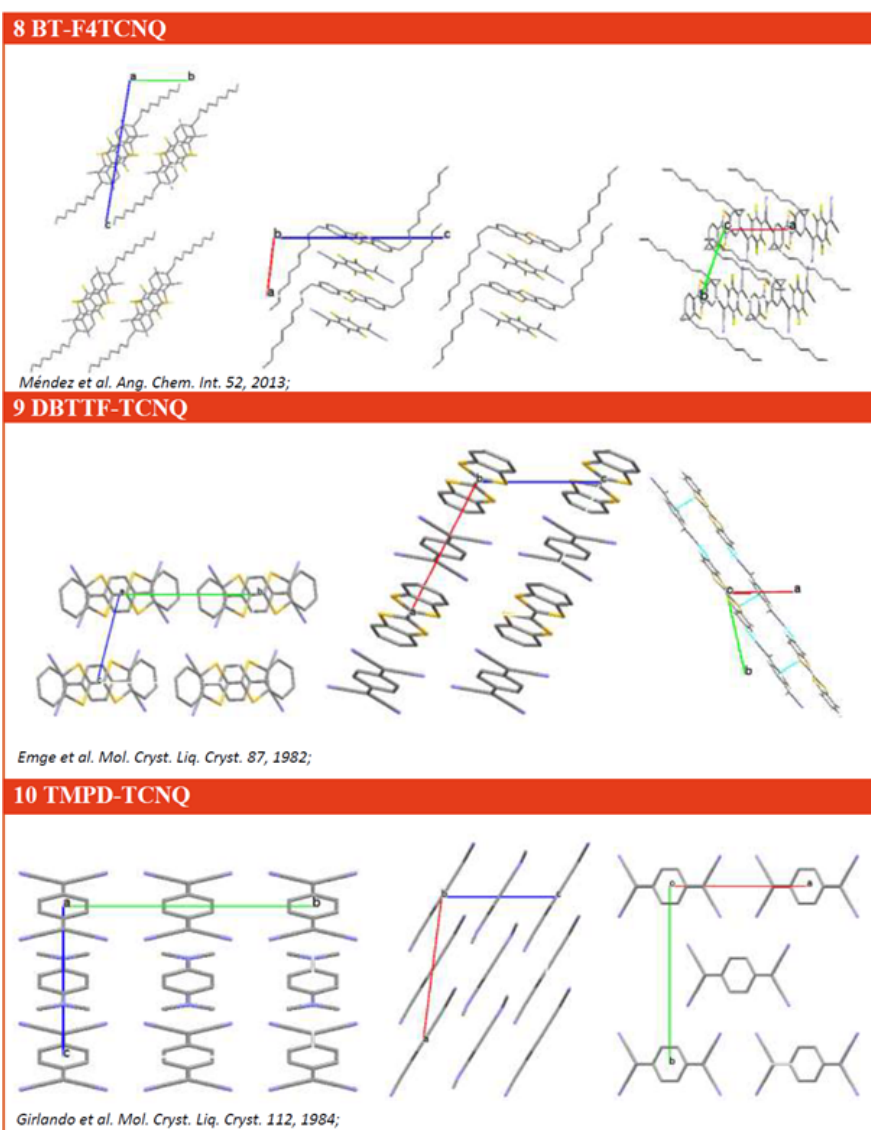 8 BT-F4TCNQ
a
b
c
b
c
a
c
a
b
Méndez et al. Ang. Chem. Int. 52, 2013;
9 DBTTF-TCNQ
a
b
c
b
c
a
c
a
b
Emge et al. Mol. Cryst. Liq. Cryst. 87, 1982;
10 TMPD-TCNQ
a
b
c
b
c
a
c
a
b
Girlando et al. Mol. Cryst. Liq. Cryst. 112, 1984;